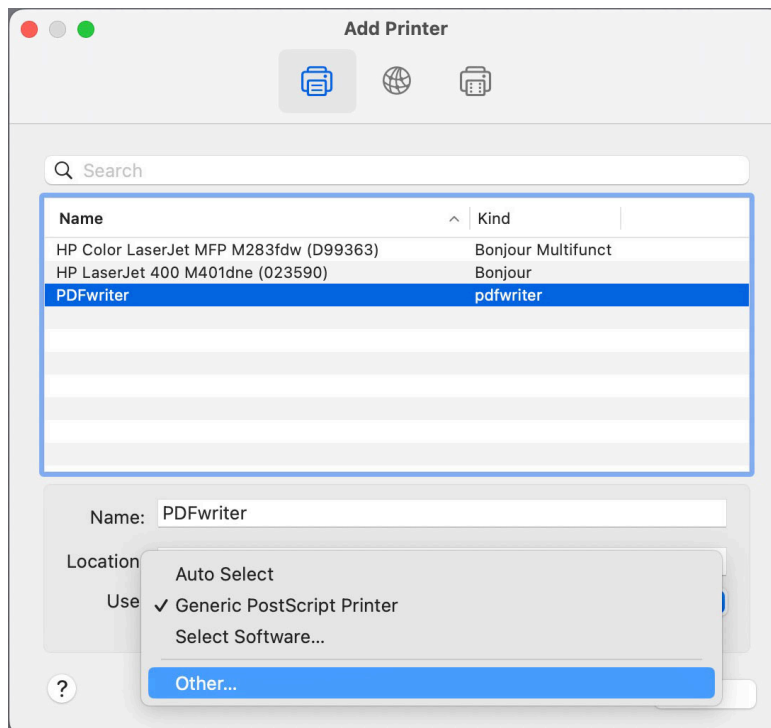 Add Printer
Search
Name Kind
HP Color LaserJet MFP M283fdw (D99363) Bonjour Multifunct
HP LaserJet 400 M401dne (023590) Bonjour
PDFwriter pdfwriter
Name: PDFwriter
Location
Auto Select
Use ✓ Generic PostScript Printer
Select Software...
Other...
?